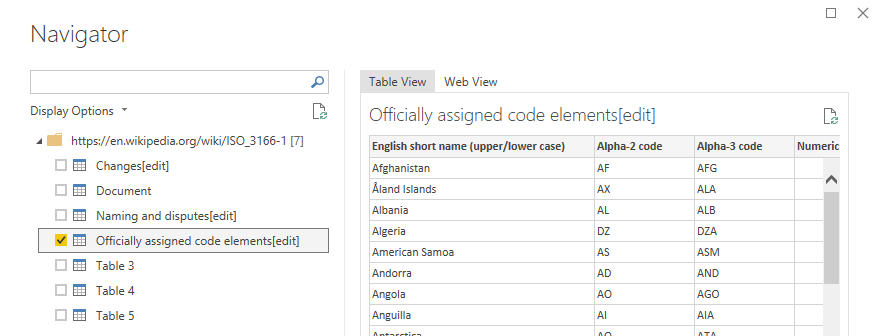 Navigator
Display Options
https://en.wikipedia.org/wiki/ISO_3166-1 [7]
Changes[edit]
Document
Naming and disputes[edit]
Officially assigned code elements[edit]
Table 3
Table 4
Table 5
Table View Web View
Officially assigned code elements[edit]
English short name (upper/lower case) Alpha-2 code Alpha-3 code Numeric
Afghanistan AF AFG
Åland Islands AX ALA
Albania AL ALB
Algeria DZ DZA
American Samoa AS ASM
Andorra AD AND
Angola AO AGO
Anguilla AI AIA
Antarctica AQ ATA